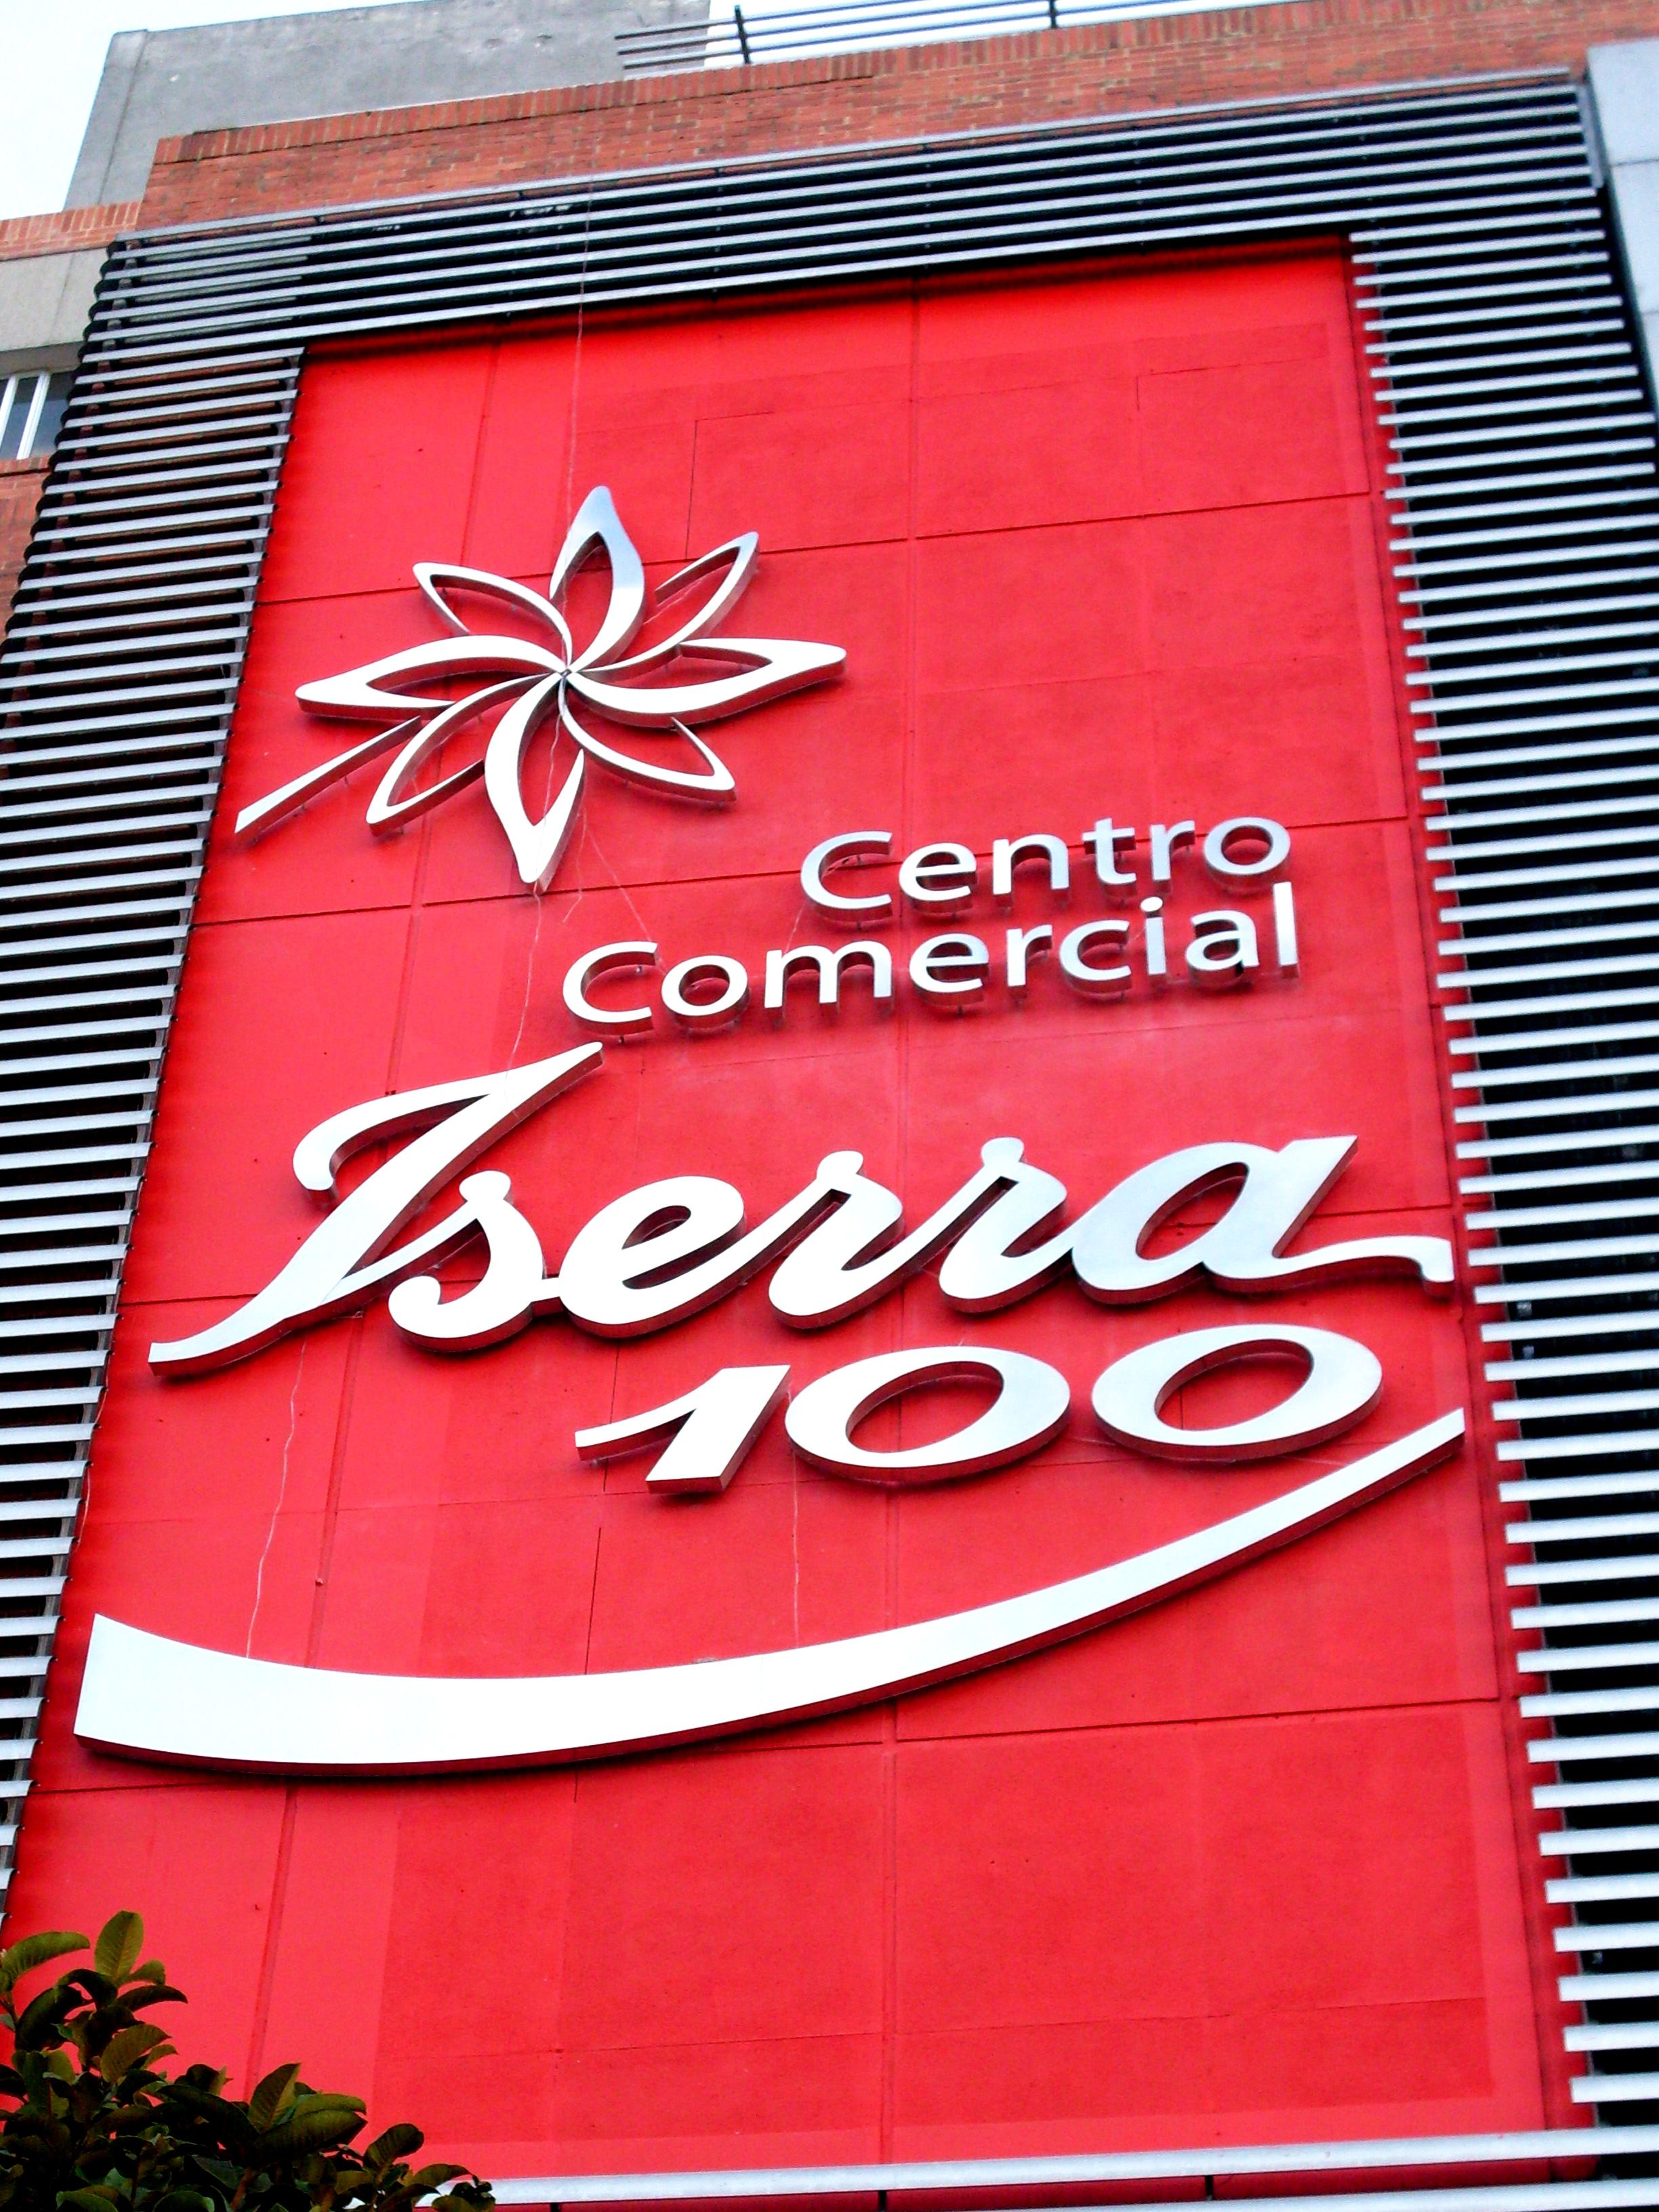 Centro
Comercial
Iserra
100